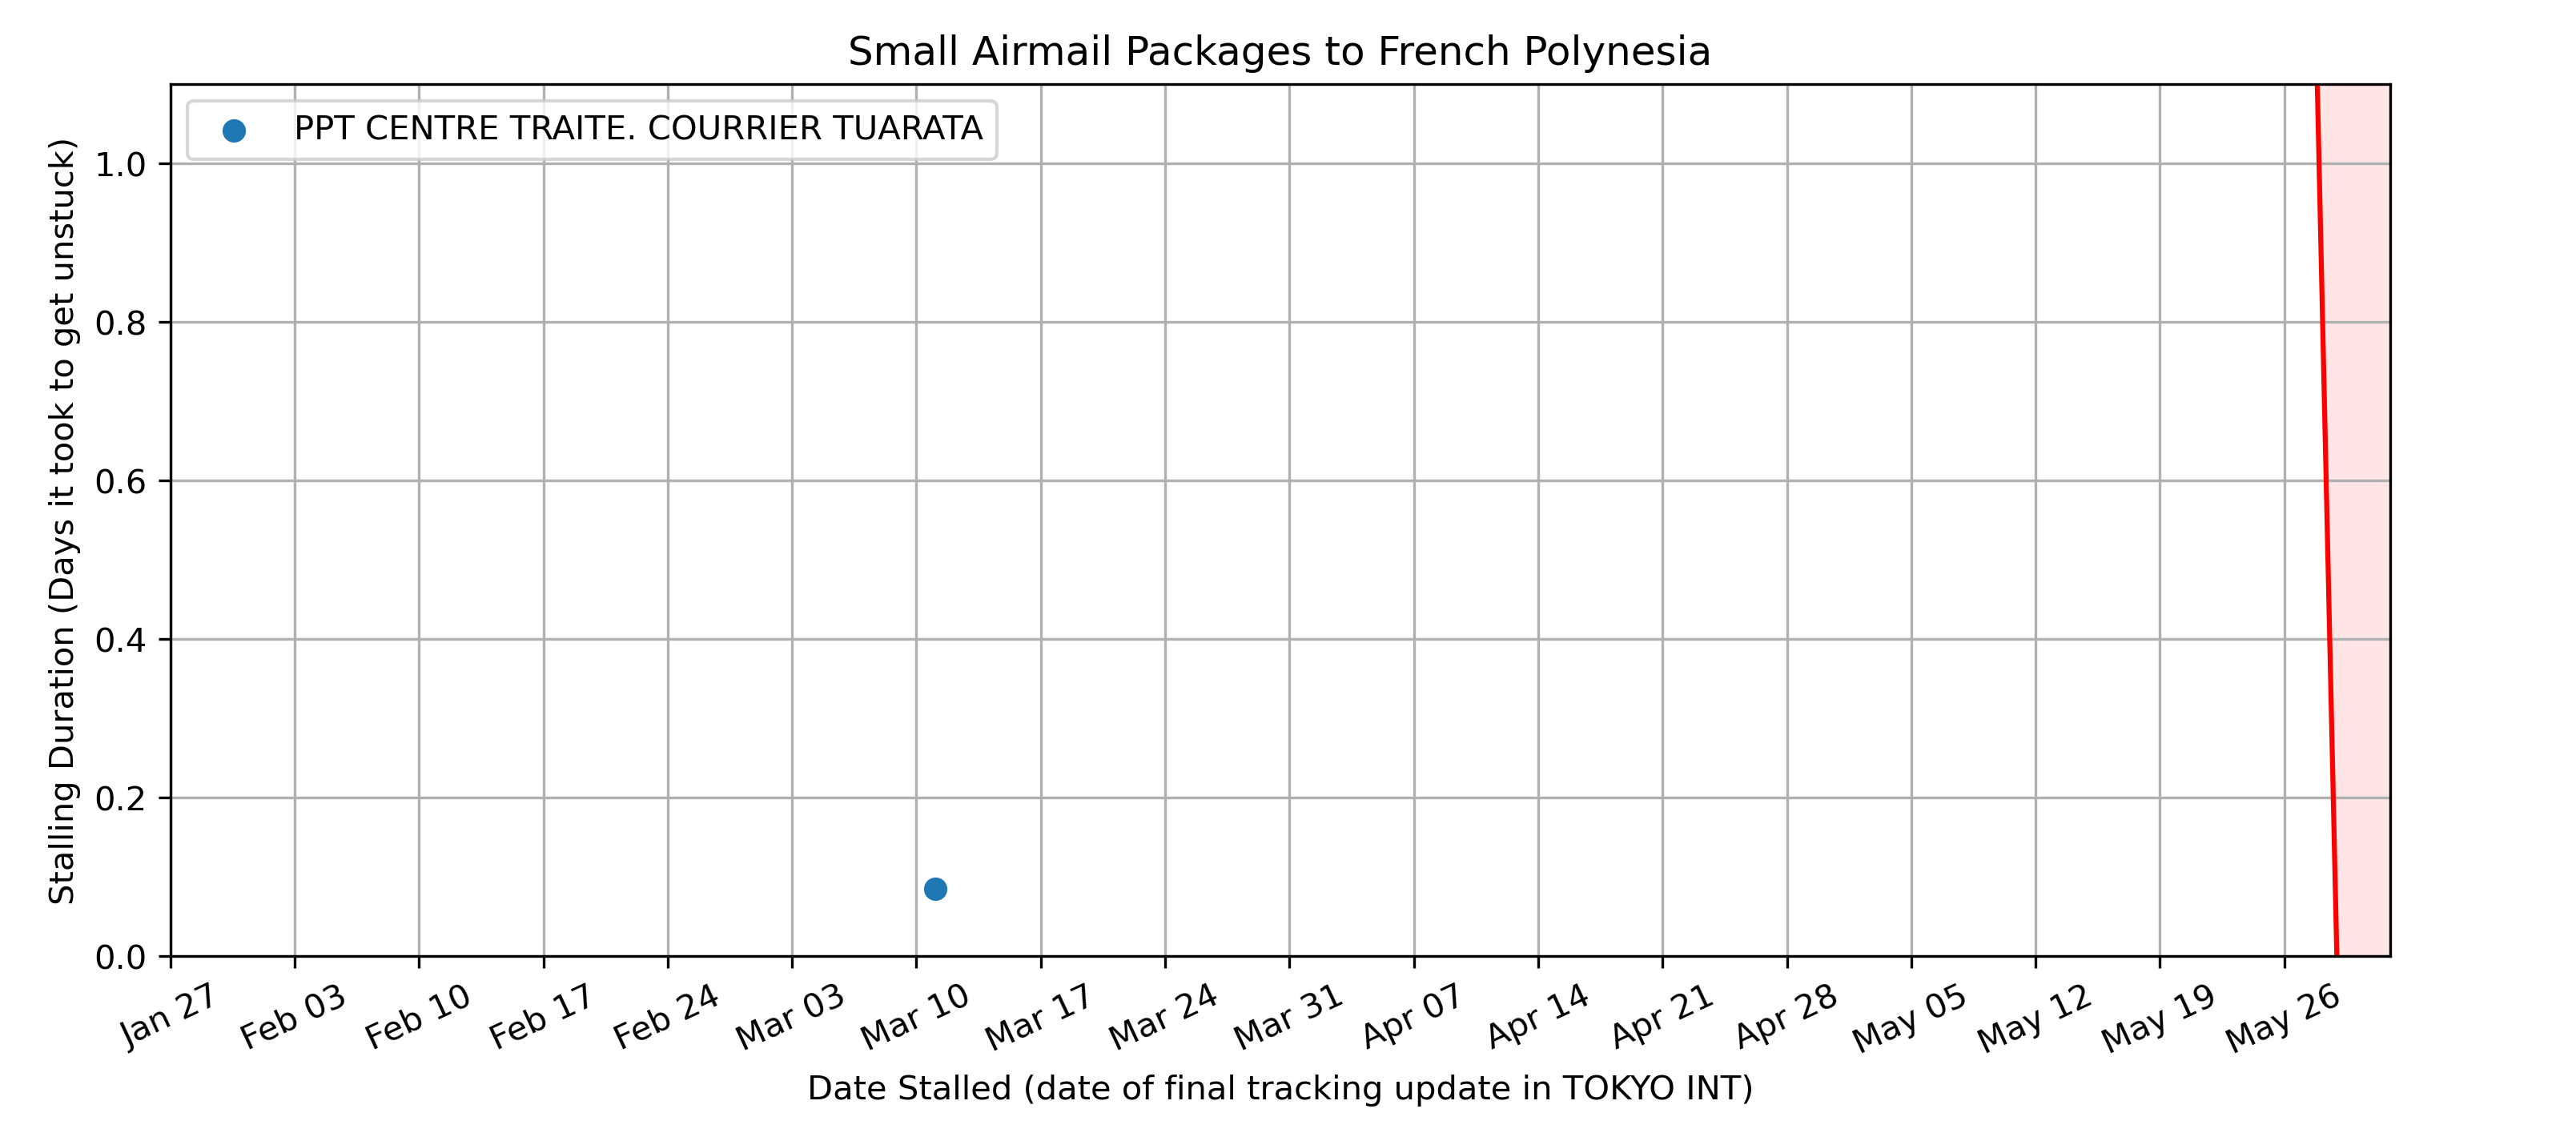 Small Airmail Packages to French Polynesia
PPT CENTRE TRAITE. COURRIER TUARATA
Stalling Duration (Days it took to get unstuck)
1.0
0.8
0.6
0.4
0.2
0.0
Jan 27 Feb 03 Feb 10 Feb 17 Feb 24 Mar 03 Mar 10 Mar 17 Mar 24 Mar 31 Apr 07 Apr 14 Apr 21 Apr 28 May 05 May 12 May 19 May 26
Date Stalled (date of final tracking update in TOKYO INT)